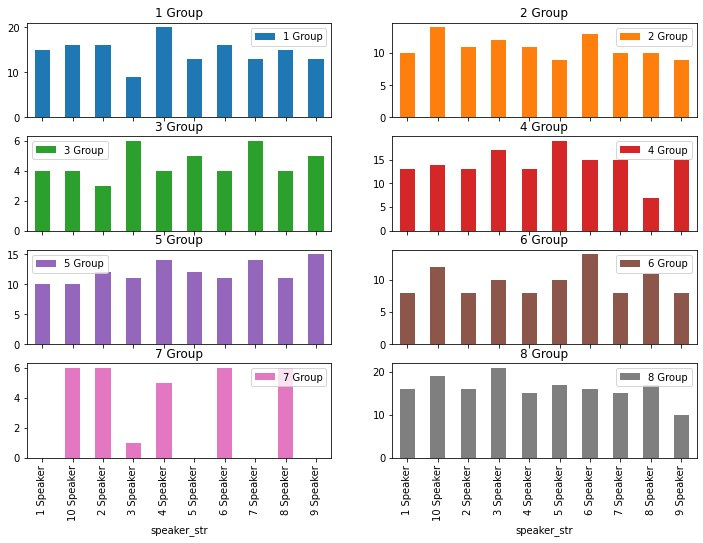 1 Group
20
10
0
1 Group
2 Group
10
5
0
2 Group
3 Group
6
4
2
0
3 Group
4 Group
15
10
5
0
4 Group
5 Group
15
10
5
0
5 Group
6 Group
10
5
0
6 Group
7 Group
6
4
2
0
7 Group
1 Speaker
10 Speaker
2 Speaker
3 Speaker
4 Speaker
5 Speaker
6 Speaker
7 Speaker
8 Speaker
9 Speaker
speaker_str
8 Group
20
10
0
8 Group
1 Speaker
10 Speaker
2 Speaker
3 Speaker
4 Speaker
5 Speaker
6 Speaker
7 Speaker
8 Speaker
9 Speaker
speaker_str